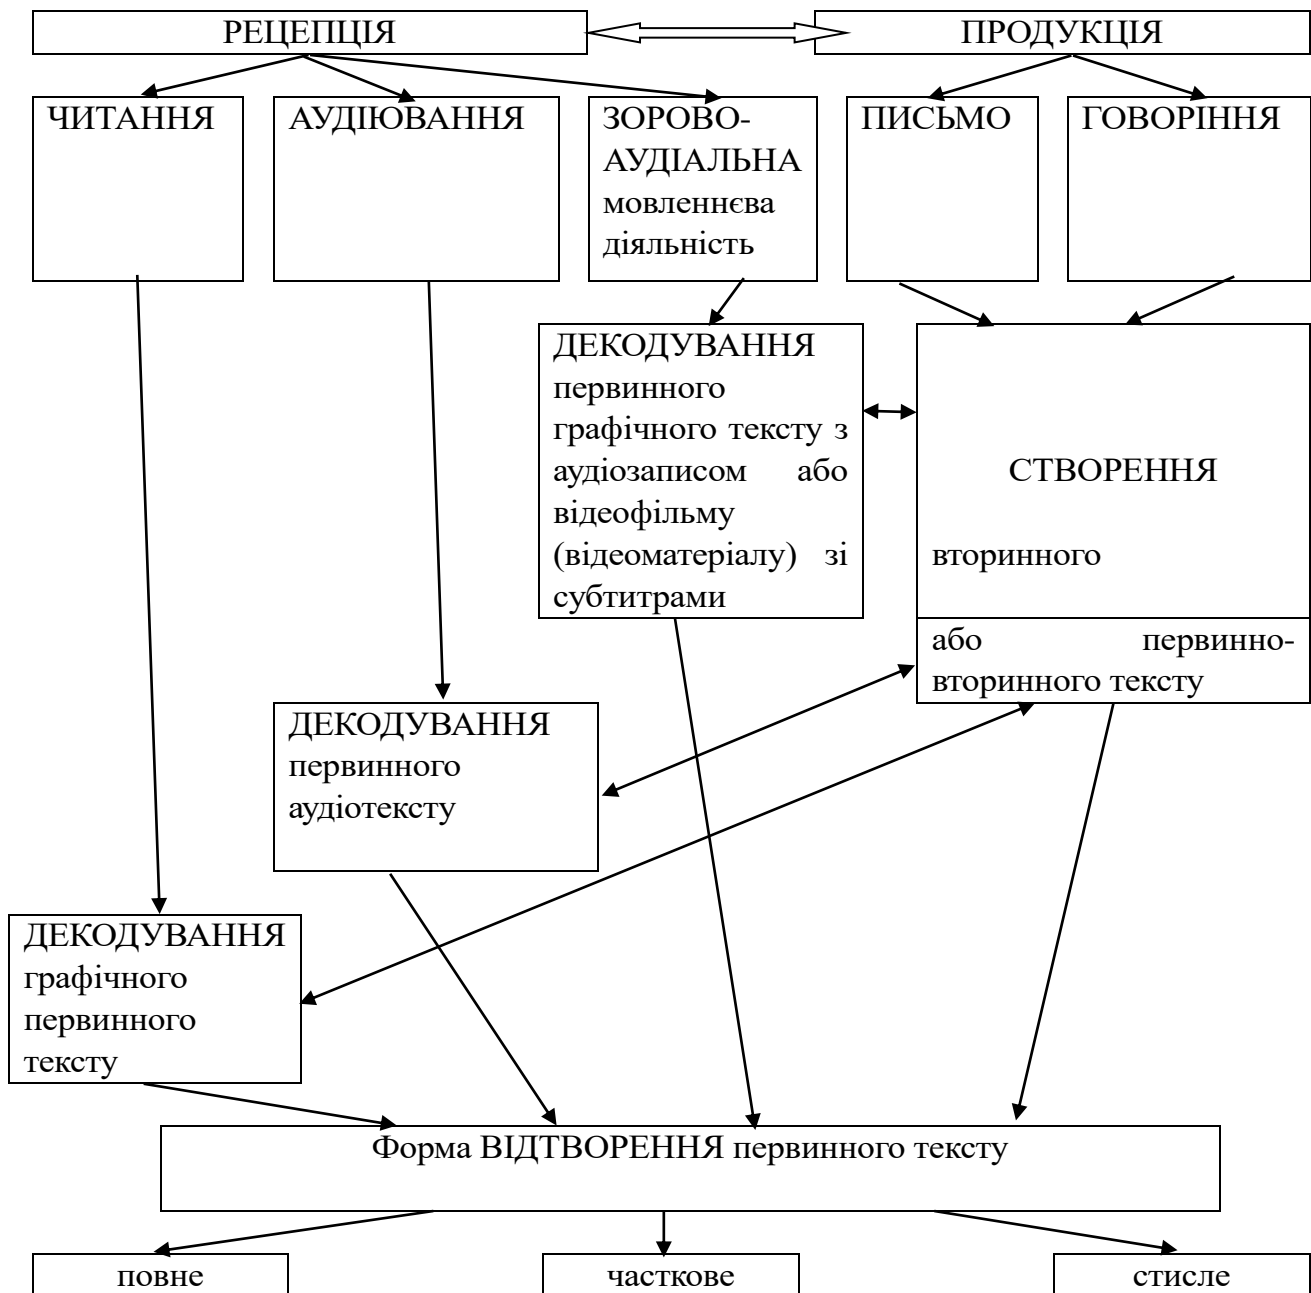 РЕЦЕПЦІЯ
ПРОДУКЦІЯ
ЧИТАННЯ
АУДІЮВАННЯ
ЗОРОВО-
АУДІАЛЬНА
мовленнєва
діяльність
ПИСЬМО
ГОВОРІННЯ
ДЕКОДУВАННЯ
первинного
графічного тексту з
аудіозаписом або
відеофільму
(відеоматеріалу) зі
субтитрами
СТВОРЕННЯ
вторинного
або первинно-
вторинного тексту
ДЕКОДУВАННЯ
первинного
аудіотексту
ДЕКОДУВАННЯ
графічного
первинного
тексту
Форма ВІДТВОРЕННЯ первинного тексту
повне
часткове
стисле